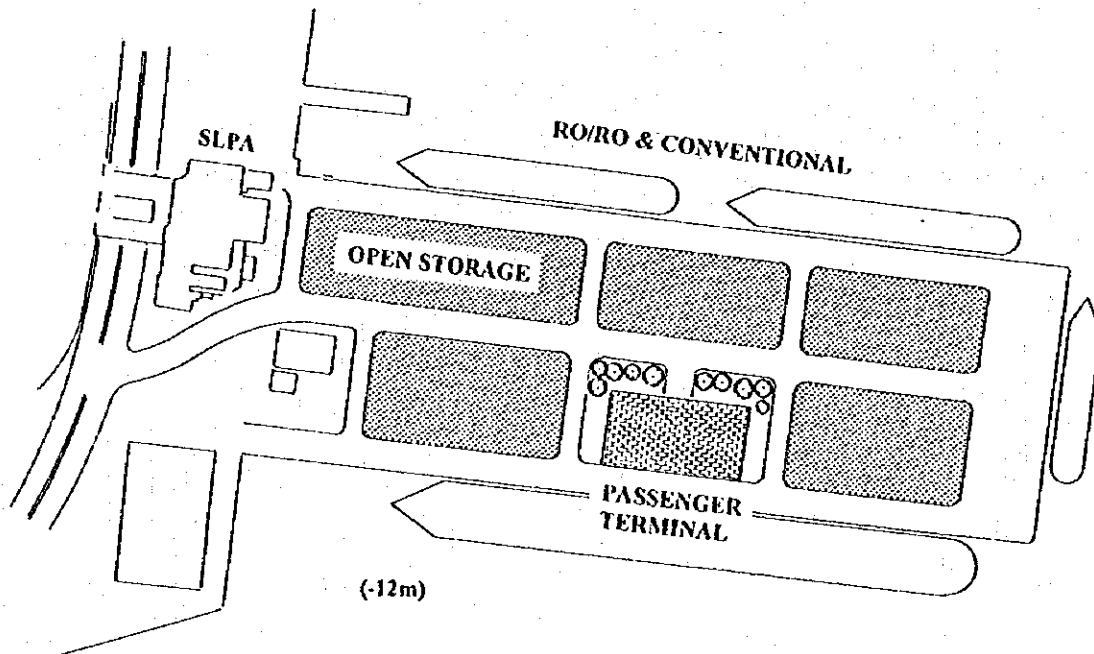 RO/RO & CONVENTIONAL
SLPA
OPEN STORAGE
PASSENGER
TERMINAL
(-12m)